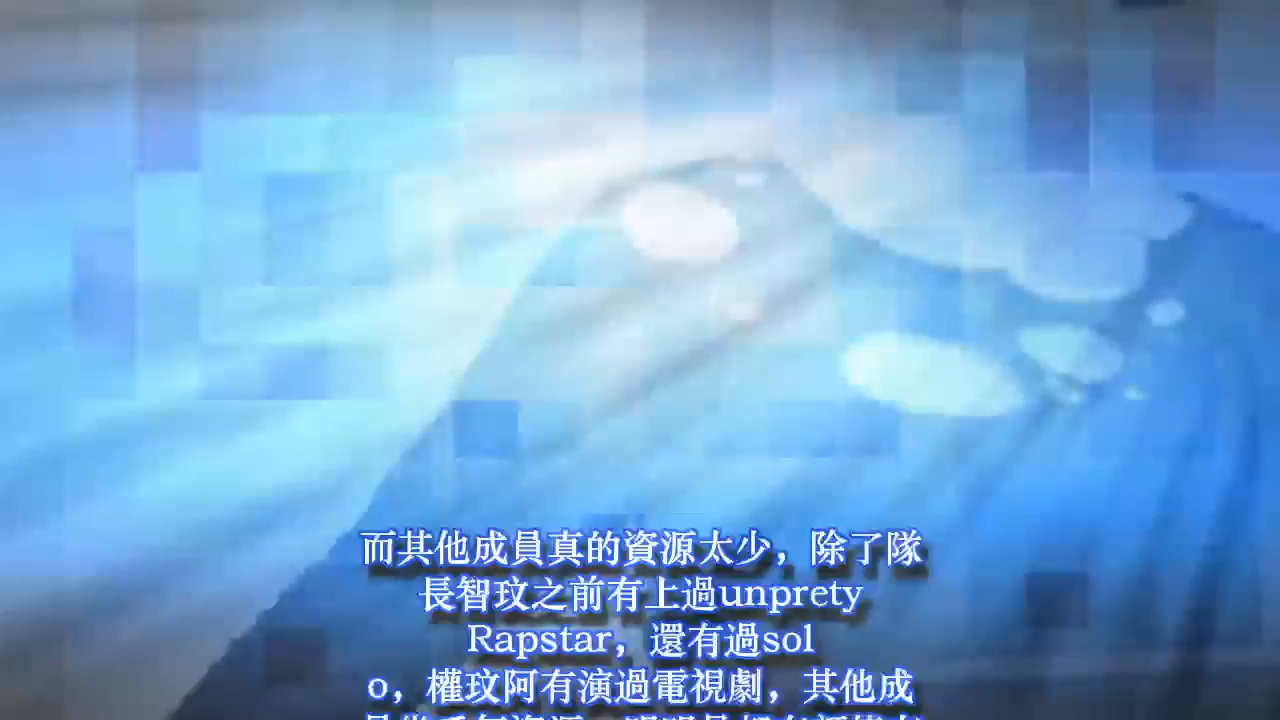 而其他成員真的資源太少，除了隊
長智玟之前有上過unprety
Rapstar，還有過sol
o，權玟阿有演過電視劇，其他成